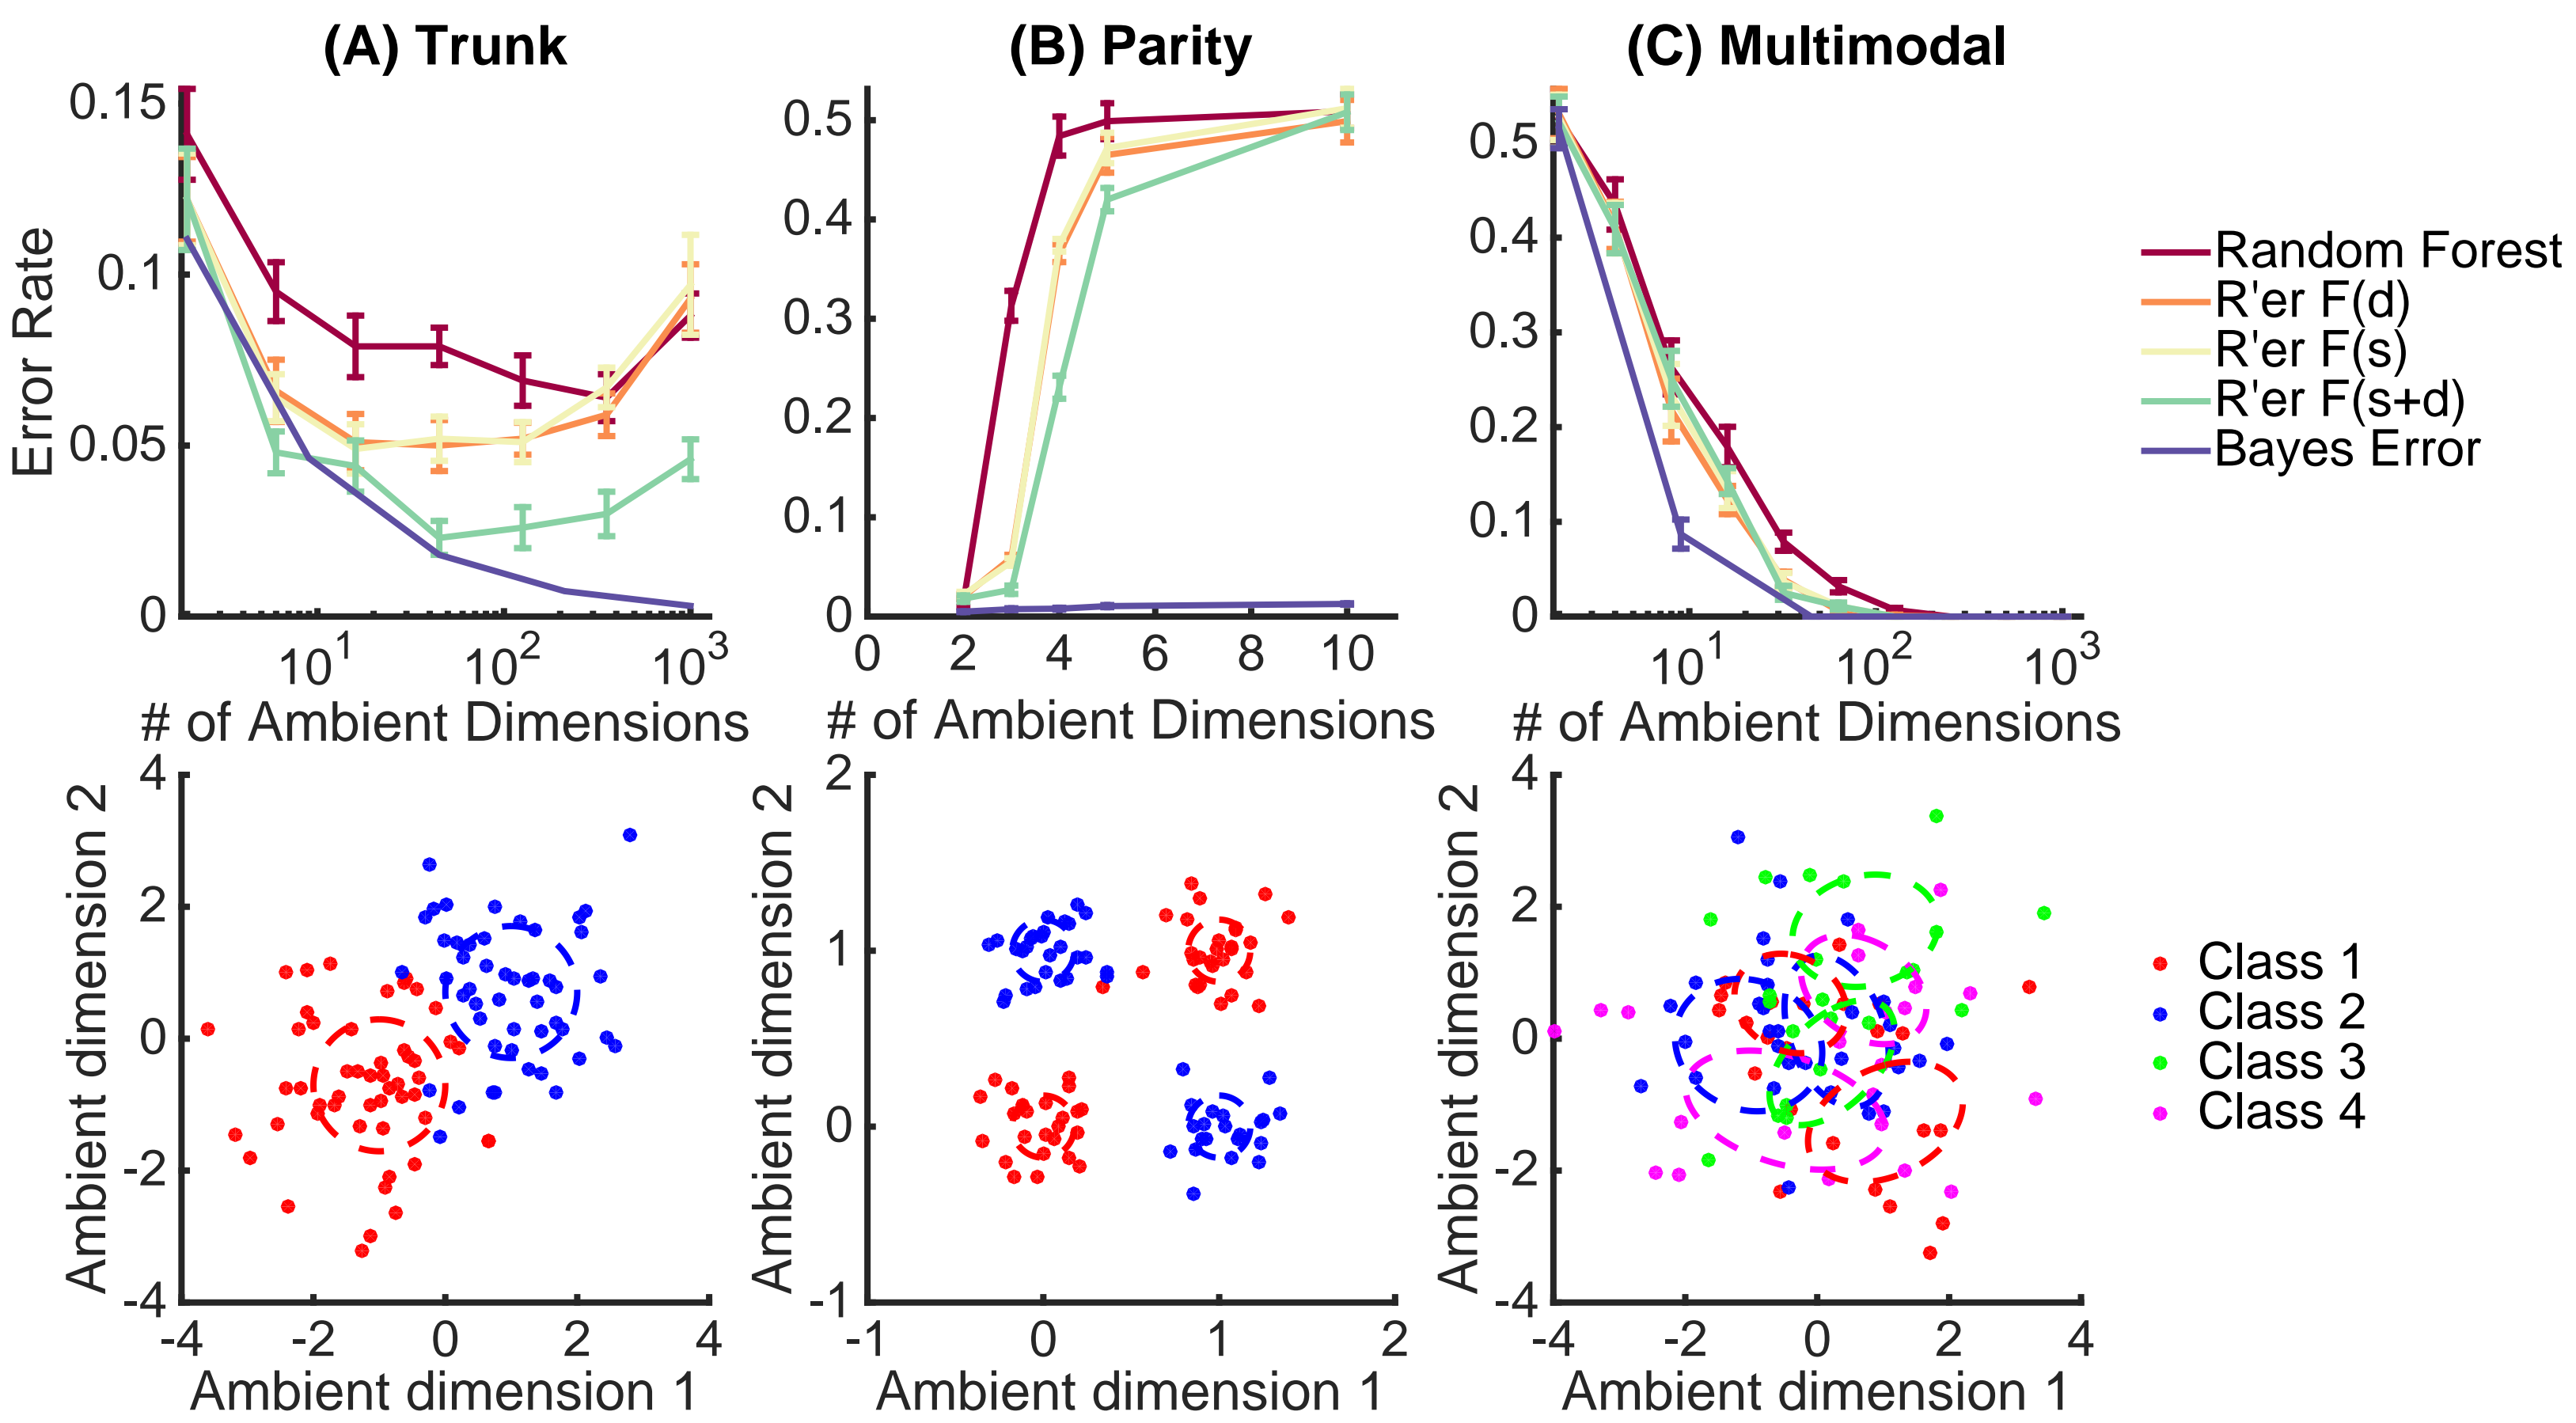 (A) Trunk
(B) Parity
(C) Multimodal
Error Rate
0.15
0.1
0.05
0
10^1
10^2
10^3
# of Ambient Dimensions
0.5
0.4
0.3
0.2
0.1
0
0
2
4
6
8
10
# of Ambient Dimensions
0.5
0.4
0.3
0.2
0.1
0
10^1
10^2
10^3
# of Ambient Dimensions
Random Forest
R'er F(d)
R'er F(s)
R'er F(s+d)
Bayes Error
Ambient dimension 2
4
2
0
-2
-4
-4
-2
0
2
4
Ambient dimension 1
Ambient dimension 2
2
1
0
-1
-1
0
1
2
Ambient dimension 1
Ambient dimension 2
4
2
0
-2
-4
-4
-2
0
2
4
Ambient dimension 1
Class 1
Class 2
Class 3
Class 4